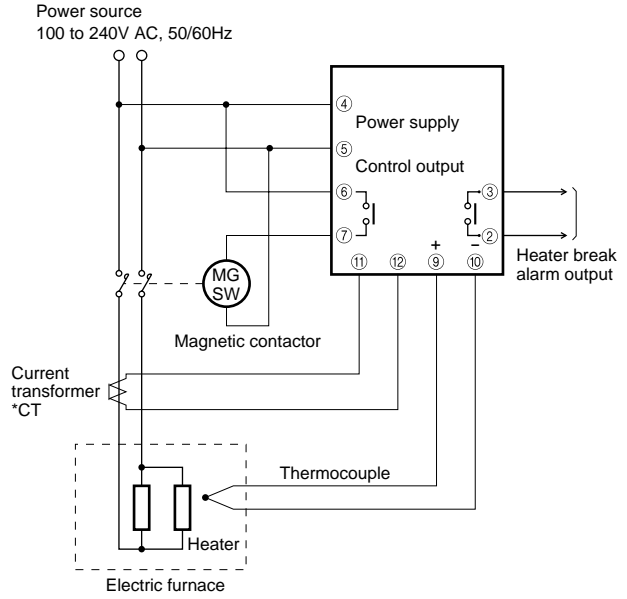 Power source
100 to 240V AC, 50/60Hz
④
Power supply
⑤
Control output
⑥
③
⑦
②
+
−
⑪
⑫
⑨
⑩
Heater break
alarm output
MG
SW
Magnetic contactor
Current
transformer
*CT
Thermocouple
Heater
Electric furnace